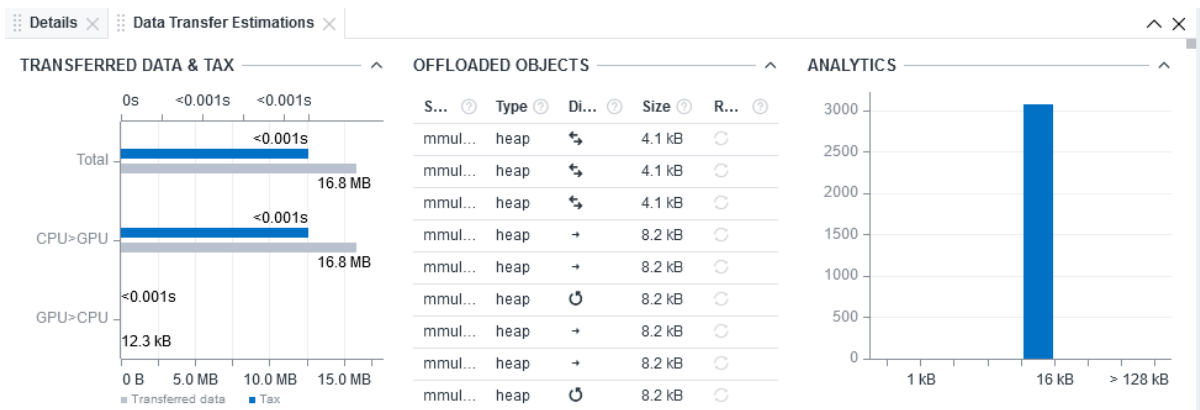 Details Data Transfer Estimations
TRANSFERRED DATA & TAX
0s <0.001s <0.001s
<0.001s
Total
16.8 MB
<0.001s
CPU>GPU
16.8 MB
<0.001s
GPU>CPU
12.3 kB
0 B 5.0 MB 10.0 MB 15.0 MB
Transferred data Tax
OFFLOADED OBJECTS
S... Type Di... Size R...
mmul... heap 4.1 kB
mmul... heap 4.1 kB
mmul... heap 4.1 kB
mmul... heap 8.2 kB
mmul... heap 8.2 kB
mmul... heap 8.2 kB
mmul... heap 8.2 kB
mmul... heap 8.2 kB
mmul... heap 8.2 kB
ANALYTICS
3000
2500
2000
1500
1000
500
0
1 kB 16 kB > 128 kB